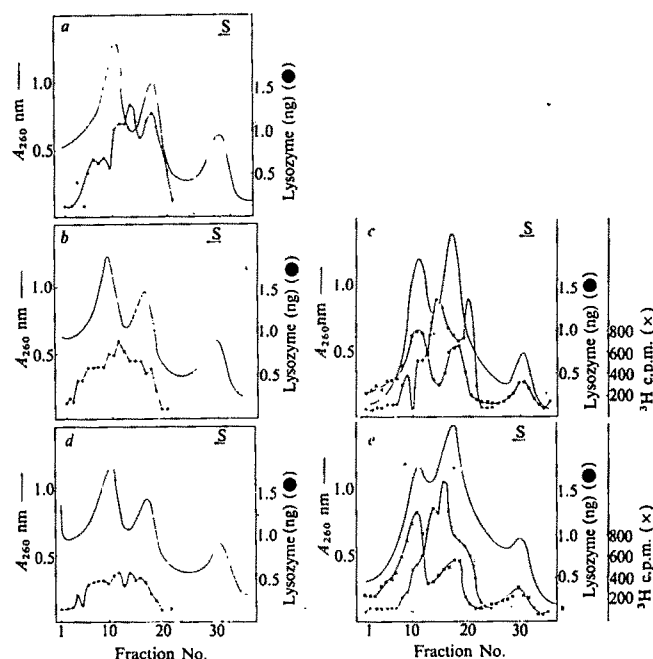 a
S
A260 nm
1.0
0.5
Lysozyme (ng) (●)
1.5
1.0
0.5
b
S
A260 nm
1.0
0.5
Lysozyme (ng) (●)
1.5
1.0
0.5
c
S
A260nm
1.0
0.5
Lysozyme (ng) (●)
1.5
1.0
0.5
³H c.p.m. (×)
800
600
400
200
d
S
A260 nm
1.0
0.5
Lysozyme (ng) (●)
1.5
1.0
0.5
1 10 20 30
Fraction No.
e
S
A260 nm
1.0
0.5
Lysozyme (ng) (●)
1.5
1.0
0.5
³H c.p.m. (×)
800
600
400
200
1 10 20 30
Fraction No.